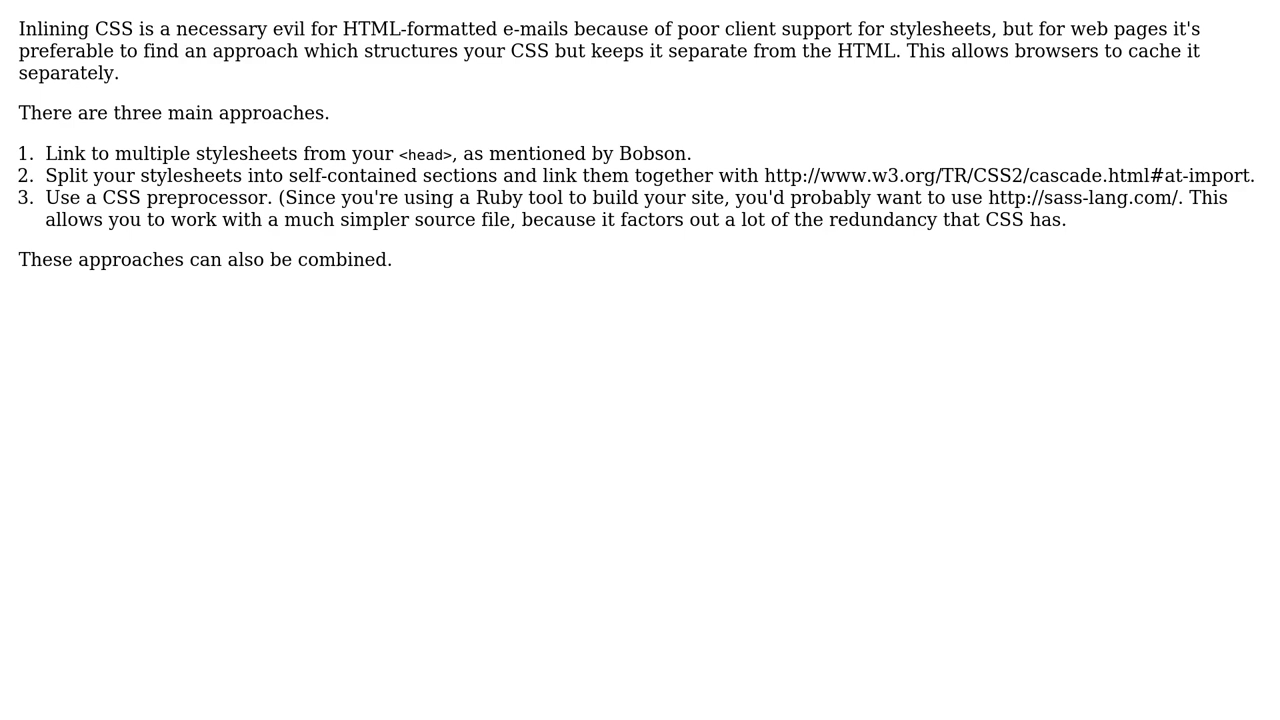 Inlining CSS is a necessary evil for HTML-formatted e-mails because of poor client support for stylesheets, but for web pages it's
preferable to find an approach which structures your CSS but keeps it separate from the HTML. This allows browsers to cache it
separately.
There are three main approaches.
1. Link to multiple stylesheets from your <head>, as mentioned by Bobson.
2. Split your stylesheets into self-contained sections and link them together with http://www.w3.org/TR/CSS2/cascade.html#at-import.
3. Use a CSS preprocessor. (Since you're using a Ruby tool to build your site, you'd probably want to use http://sass-lang.com/. This
allows you to work with a much simpler source file, because it factors out a lot of the redundancy that CSS has.
These approaches can also be combined.